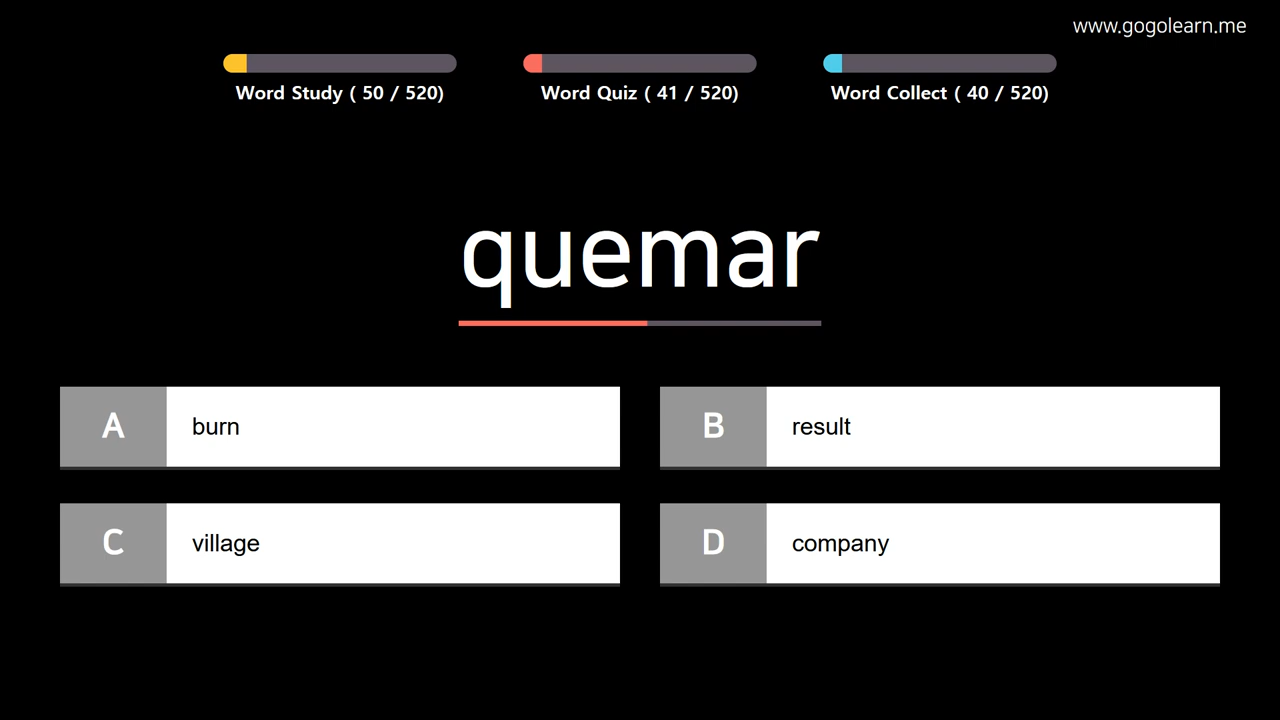 www.gogolearn.me
Word Study ( 50 / 520)
Word Quiz ( 41 / 520)
Word Collect ( 40 / 520)
quemar
A burn
B result
C village
D company